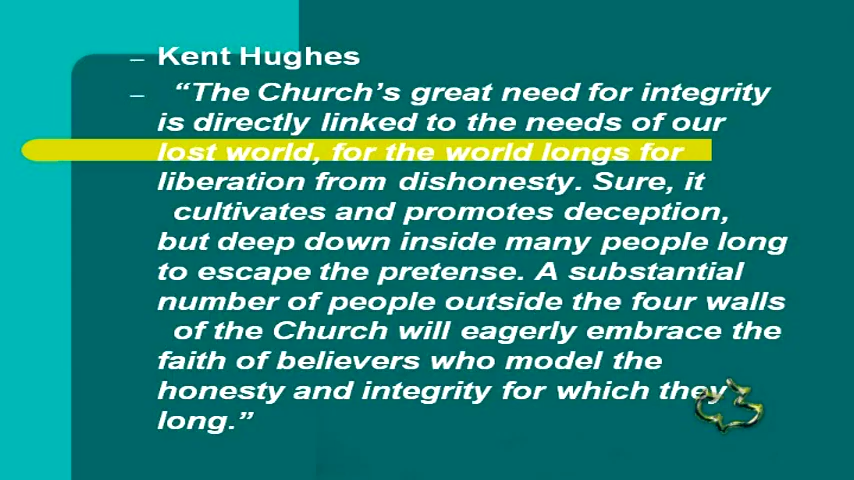 – Kent Hughes
– “The Church’s great need for integrity
is directly linked to the needs of our
lost world, for the world longs for
liberation from dishonesty. Sure, it
cultivates and promotes deception,
but deep down inside many people long
to escape the pretense. A substantial
number of people outside the four walls
of the Church will eagerly embrace the
faith of believers who model the
honesty and integrity for which they
long.”